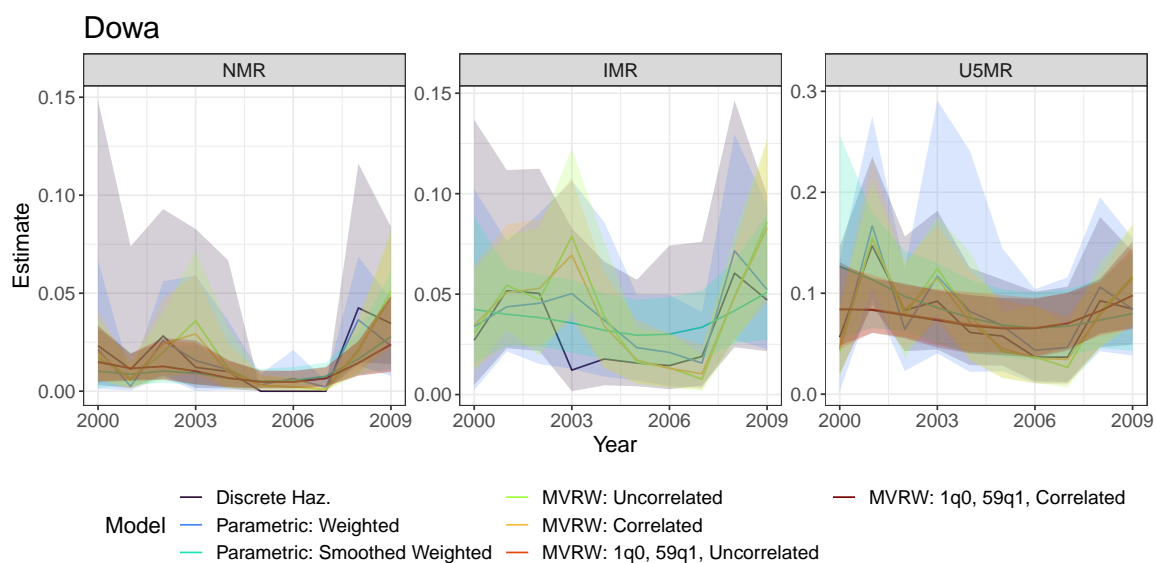 Dowa
NMR
IMR
U5MR
Estimate
0.15
0.10
0.05
0.00
0.15
0.10
0.05
0.00
0.3
0.2
0.1
0.0
2000 2003 2006 2009
2000 2003 2006 2009
2000 2003 2006 2009
Year
Model
Discrete Haz.
Parametric: Weighted
Parametric: Smoothed Weighted
MVRW: Uncorrelated
MVRW: Correlated
MVRW: 1q0, 59q1, Uncorrelated
MVRW: 1q0, 59q1, Correlated